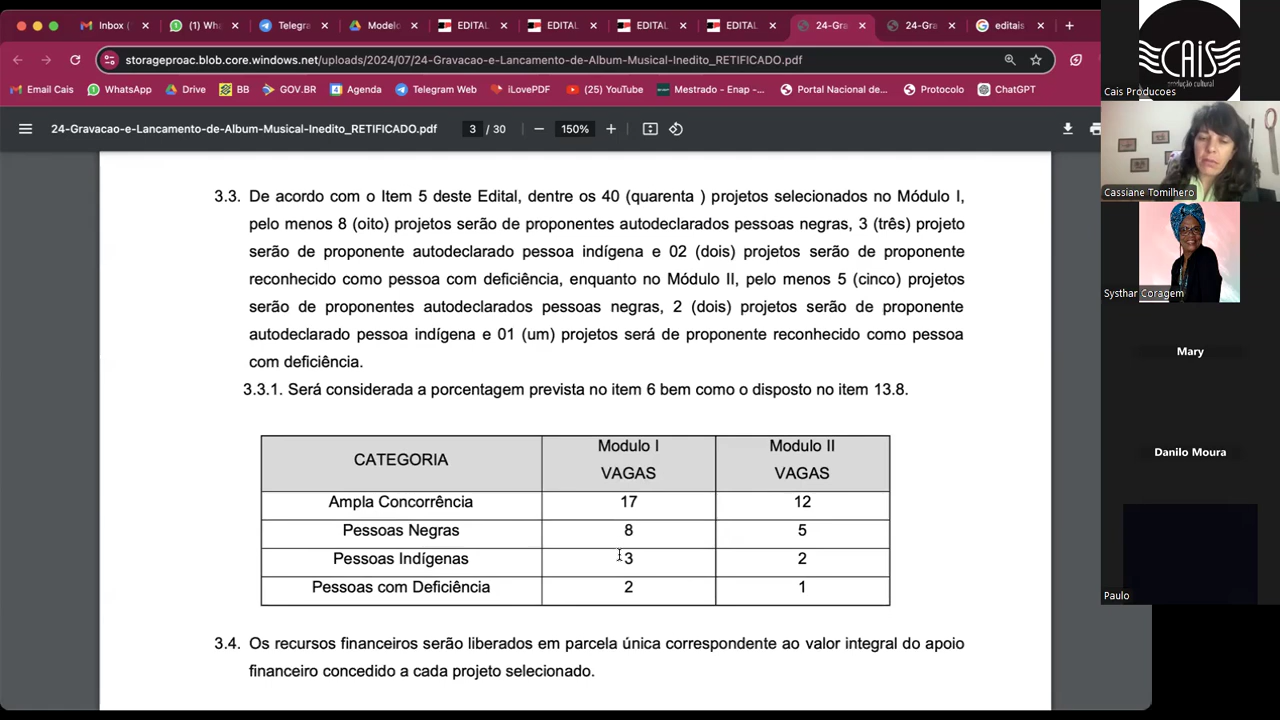 Inbox (
(1) Wha
Telegra
Modelo
EDITAL
EDITAL
EDITAL
EDITAL
24-Gra
24-Gra
editais
storageproac.blob.core.windows.net/uploads/2024/07/24-Gravacao-e-Lancamento-de-Album-Musical-Inedito_RETIFICADO.pdf
Email Cais
WhatsApp
Drive
BB
GOV.BR
Agenda
Telegram Web
iLovePDF
(25) YouTube
Mestrado - Enap -...
Portal Nacional de...
Protocolo
ChatGPT
24-Gravacao-e-Lancamento-de-Album-Musical-Inedito_RETIFICADO.pdf
3 / 30
150%
3.3. De acordo com o Item 5 deste Edital, dentre os 40 (quarenta ) projetos selecionados no Módulo I,
pelo menos 8 (oito) projetos serão de proponentes autodeclarados pessoas negras, 3 (três) projeto
serão de proponente autodeclarado pessoa indígena e 02 (dois) projetos serão de proponente
reconhecido como pessoa com deficiência, enquanto no Módulo II, pelo menos 5 (cinco) projetos
serão de proponentes autodeclarados pessoas negras, 2 (dois) projetos serão de proponente
autodeclarado pessoa indígena e 01 (um) projetos será de proponente reconhecido como pessoa
com deficiência.
3.3.1. Será considerada a porcentagem prevista no item 6 bem como o disposto no item 13.8.
CATEGORIA
Modulo I
VAGAS
Modulo II
VAGAS
Ampla Concorrência 17 12
Pessoas Negras 8 5
Pessoas Indígenas 3 2
Pessoas com Deficiência 2 1
3.4. Os recursos financeiros serão liberados em parcela única correspondente ao valor integral do apoio
financeiro concedido a cada projeto selecionado.
CAIS
produção cultural
Cais Producoes
Cassiane Tomilhero
Systhar Coragem
Mary
Danilo Moura
Paulo